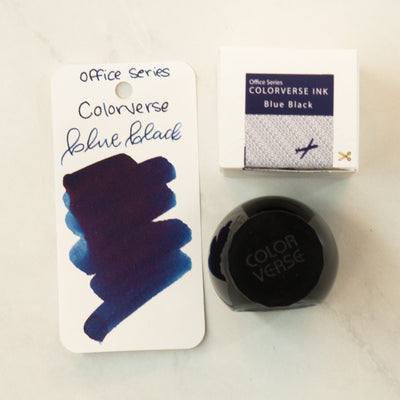 office series
Colorverse
blue black
Office Series
COLORVERSE INK
Blue Black
COLOR
VERSE